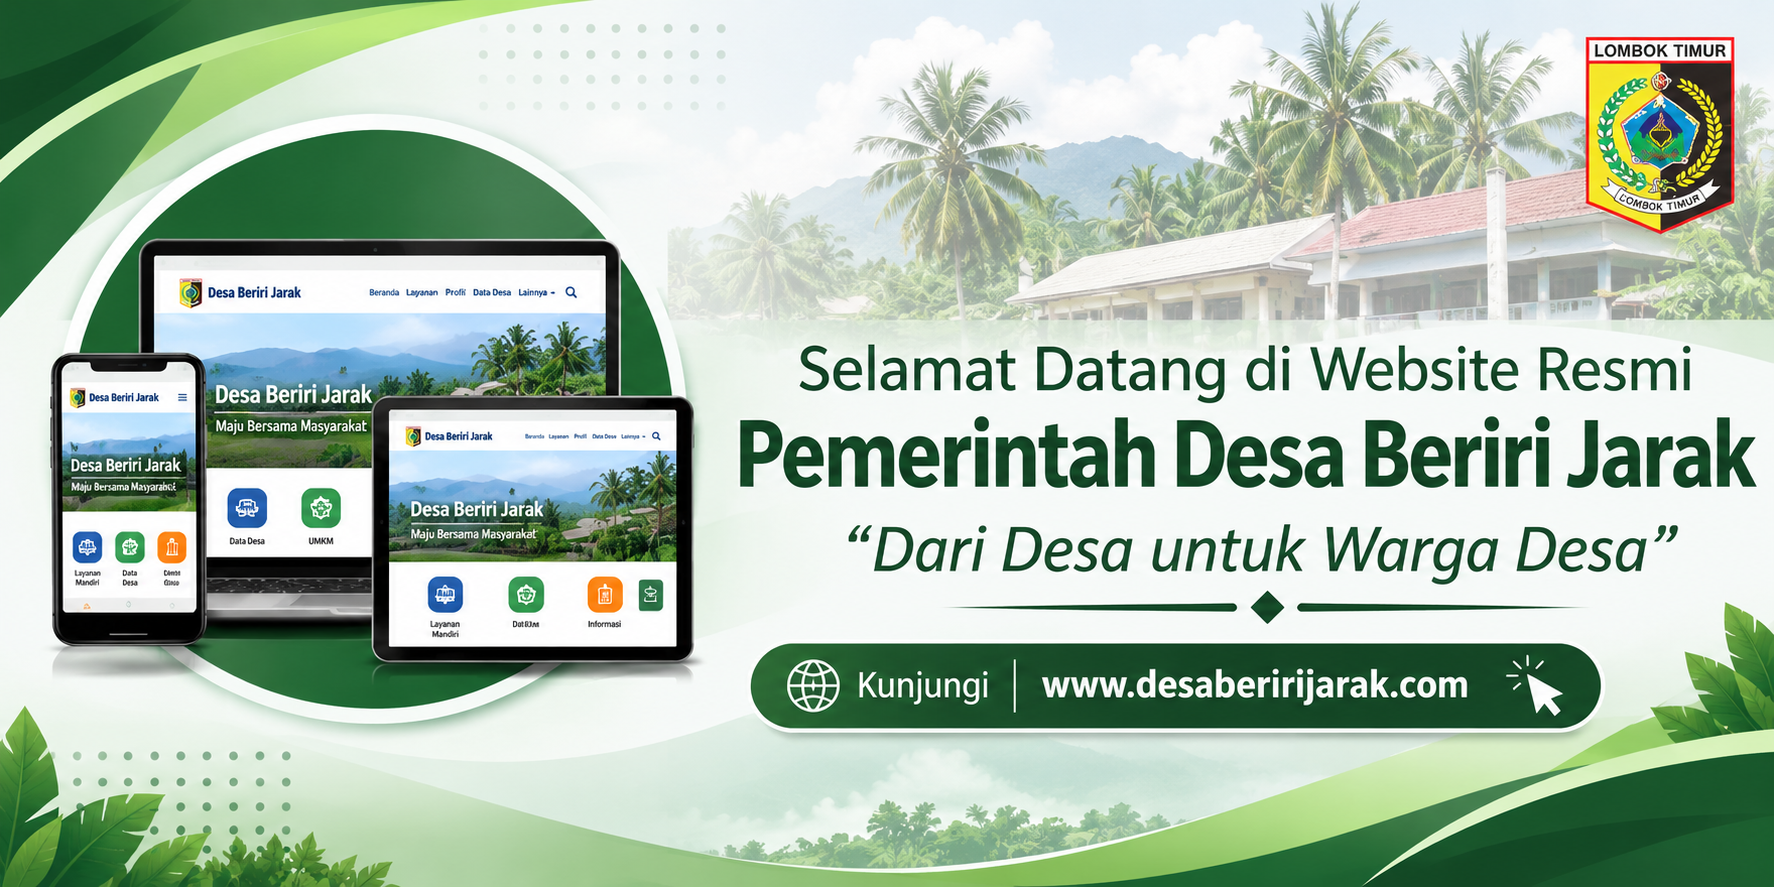 LOMBOK TIMUR
LOMBOK TIMUR
Selamat Datang di Website Resmi
Pemerintah Desa Beriri Jarak
“Dari Desa untuk Warga Desa”
Kunjungi
www.desaberirijarak.com
Desa Beriri Jarak
Beranda Layanan Profil Data Desa Lainnya
Desa Beriri Jarak
Maju Bersama Masyarakat
Data Desa
UMKM
Desa Beriri Jarak
Desa Beriri Jarak
Maju Bersama
Layanan
Mandiri
Data
Desa
Desa Beriri Jarak
Beranda Layanan Profil Data Desa Lainnya
Desa Beriri Jarak
Maju Bersama Masyarakat
Layanan
Mandiri
Informasi